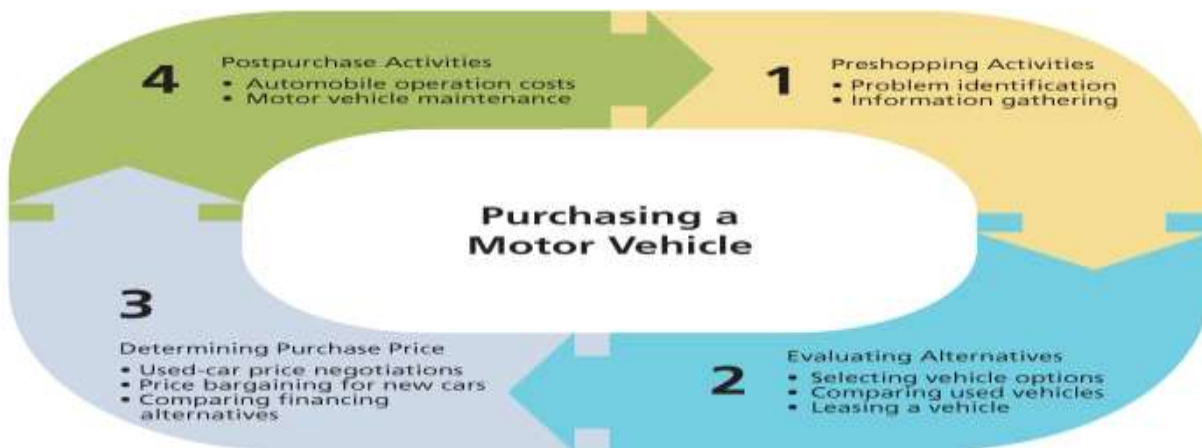 Purchasing a
Motor Vehicle
1
Preshopping Activities
• Problem identification
• Information gathering
2
Evaluating Alternatives
• Selecting vehicle options
• Comparing used vehicles
• Leasing a vehicle
3
Determining Purchase Price
• Used-car price negotiations
• Price bargaining for new cars
• Comparing financing
alternatives
4
Postpurchase Activities
• Automobile operation costs
• Motor vehicle maintenance